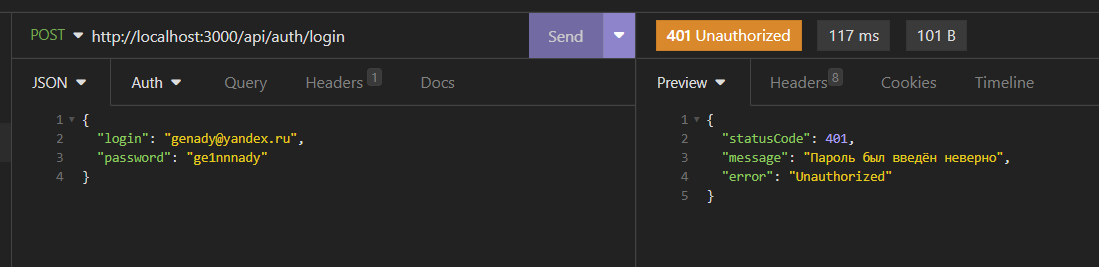 POST http://localhost:3000/api/auth/login Send 401 Unauthorized 117 ms 101 B
JSON Auth Query Headers 1 Docs Preview Headers 8 Cookies Timeline
1 {
2 "login": "genady@yandex.ru",
3 "password": "ge1nnnady"
4 }
1 {
2 "statusCode": 401,
3 "message": "Пароль был введён неверно",
4 "error": "Unauthorized"
5 }